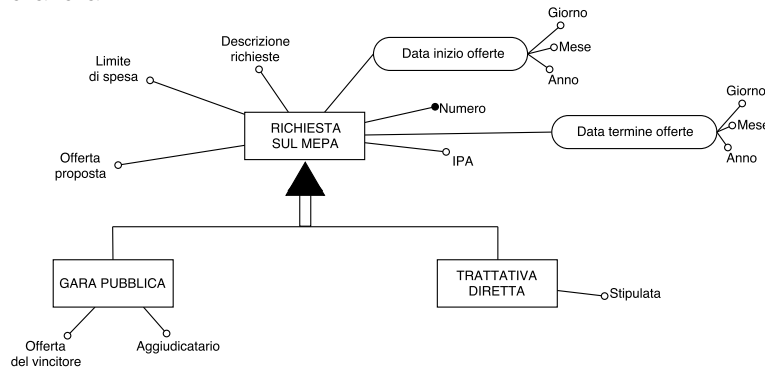 Giorno
Descrizione
richieste
Data inizio offerte
Mese
Anno
Limite
di spesa
Giorno
Numero
RICHIESTA
SUL MEPA
Data termine offerte
Mese
Anno
Offerta
proposta
IPA
GARA PUBBLICA
TRATTATIVA
DIRETTA
Stipulata
Offerta
del vincitore
Aggiudicatario